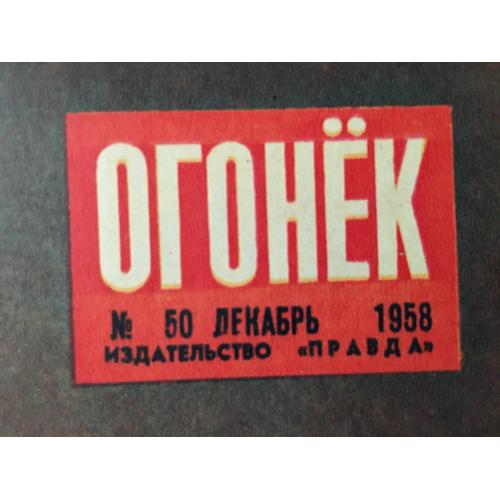 ОГОНЁК
№ 50 ДЕКАБРЬ 1958
ИЗДАТЕЛЬСТВО «ПРАВДА»